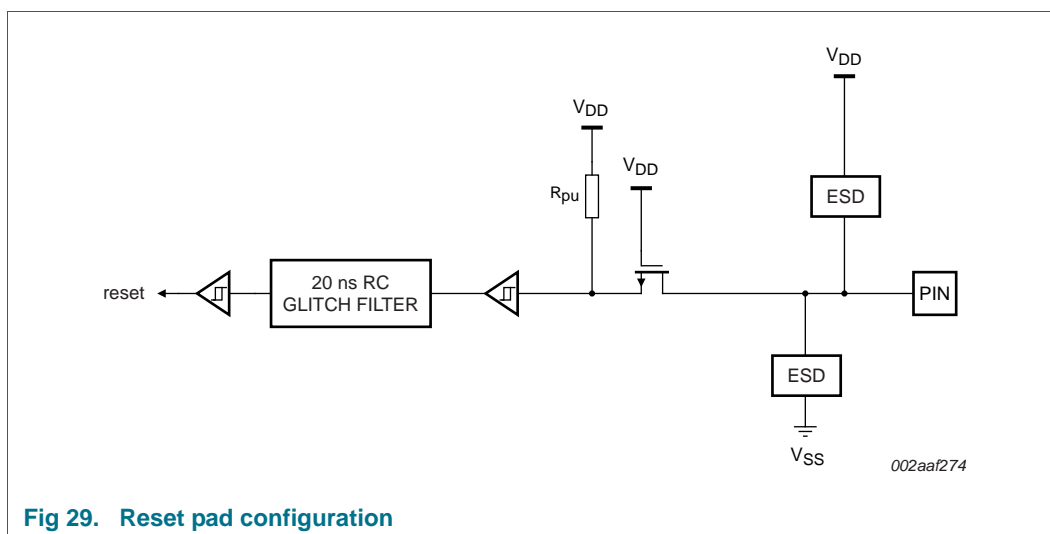 VDD
VDD
VDD
Rpu
ESD
reset
20 ns RC
GLITCH FILTER
PIN
ESD
VSS
002aaf274
Fig 29. Reset pad configuration